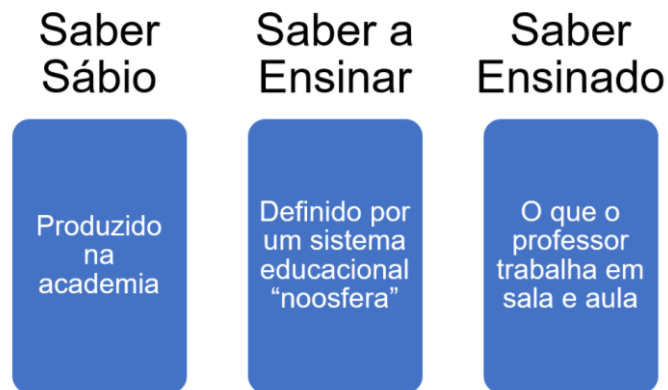 Saber
Sábio
Saber a
Ensinar
Saber
Ensinado
Produzido
na
academia
Definido por
um sistema
educacional
“noosfera”
O que o
professor
trabalha em
sala e aula